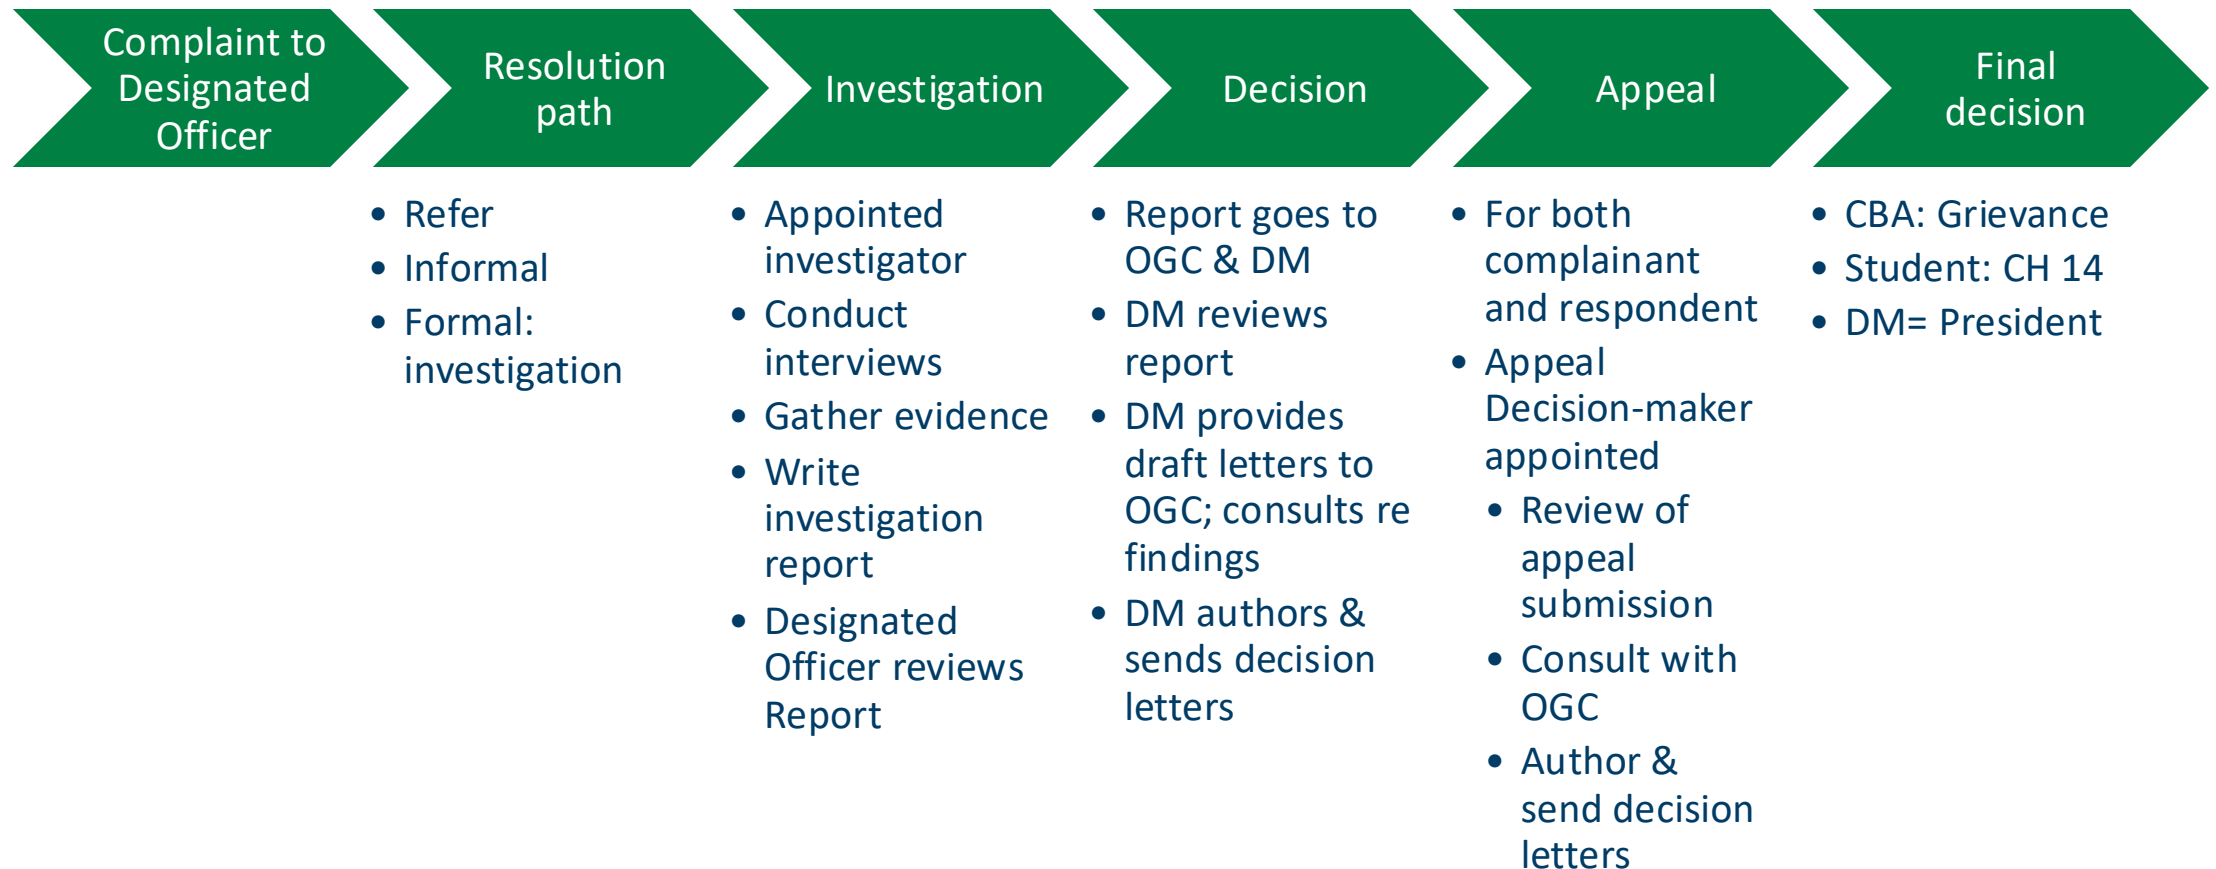 Complaint to
Designated
Officer
Resolution
path
Investigation
Decision
Appeal
Final
decision
• Refer
• Informal
• Formal:
investigation
• Appointed
investigator
• Conduct
interviews
• Gather evidence
• Write
investigation
report
• Designated
Officer reviews
Report
• Report goes to
OGC & DM
• DM reviews
report
• DM provides
draft letters to
OGC; consults re
findings
• DM authors &
sends decision
letters
• For both
complainant
and respondent
• Appeal
Decision-maker
appointed
• Review of
appeal
submission
• Consult with
OGC
• Author &
send decision
letters
• CBA: Grievance
• Student: CH 14
• DM= President